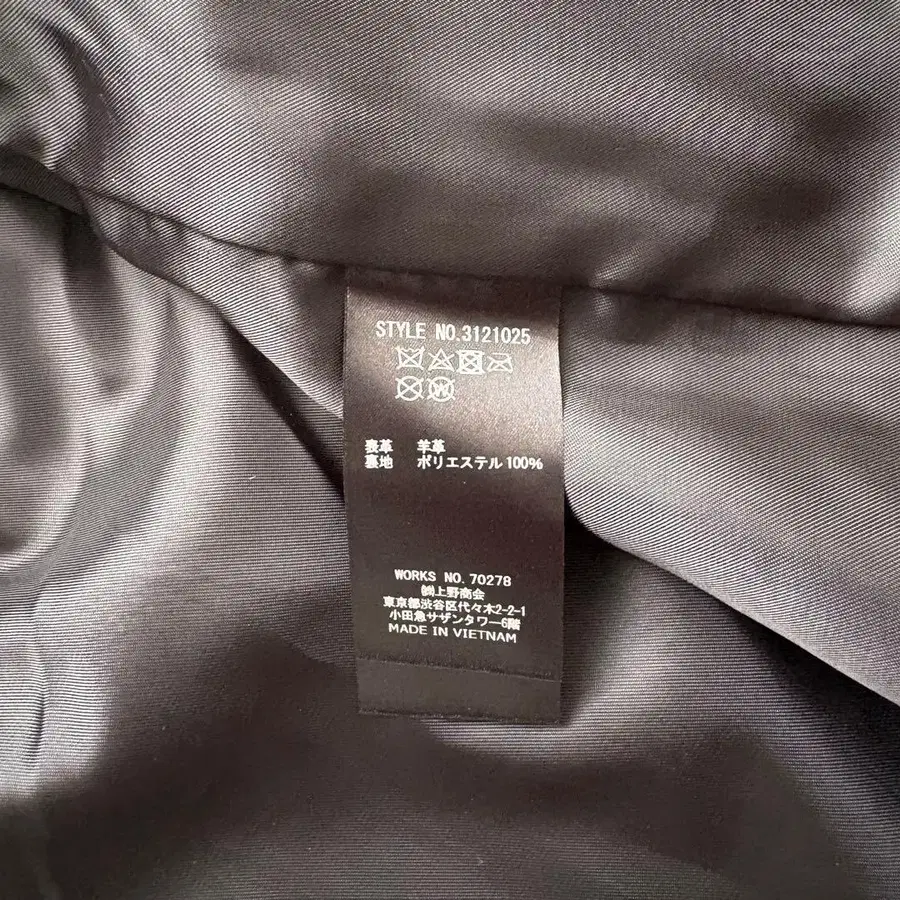 STYLE NO.3121025
表革 羊革
裏地 ポリエステル 100%
WORKS NO. 70278
㈱上野商会
東京都渋谷区代々木2-2-1
小田急サザンタワー6階
MADE IN VIETNAM